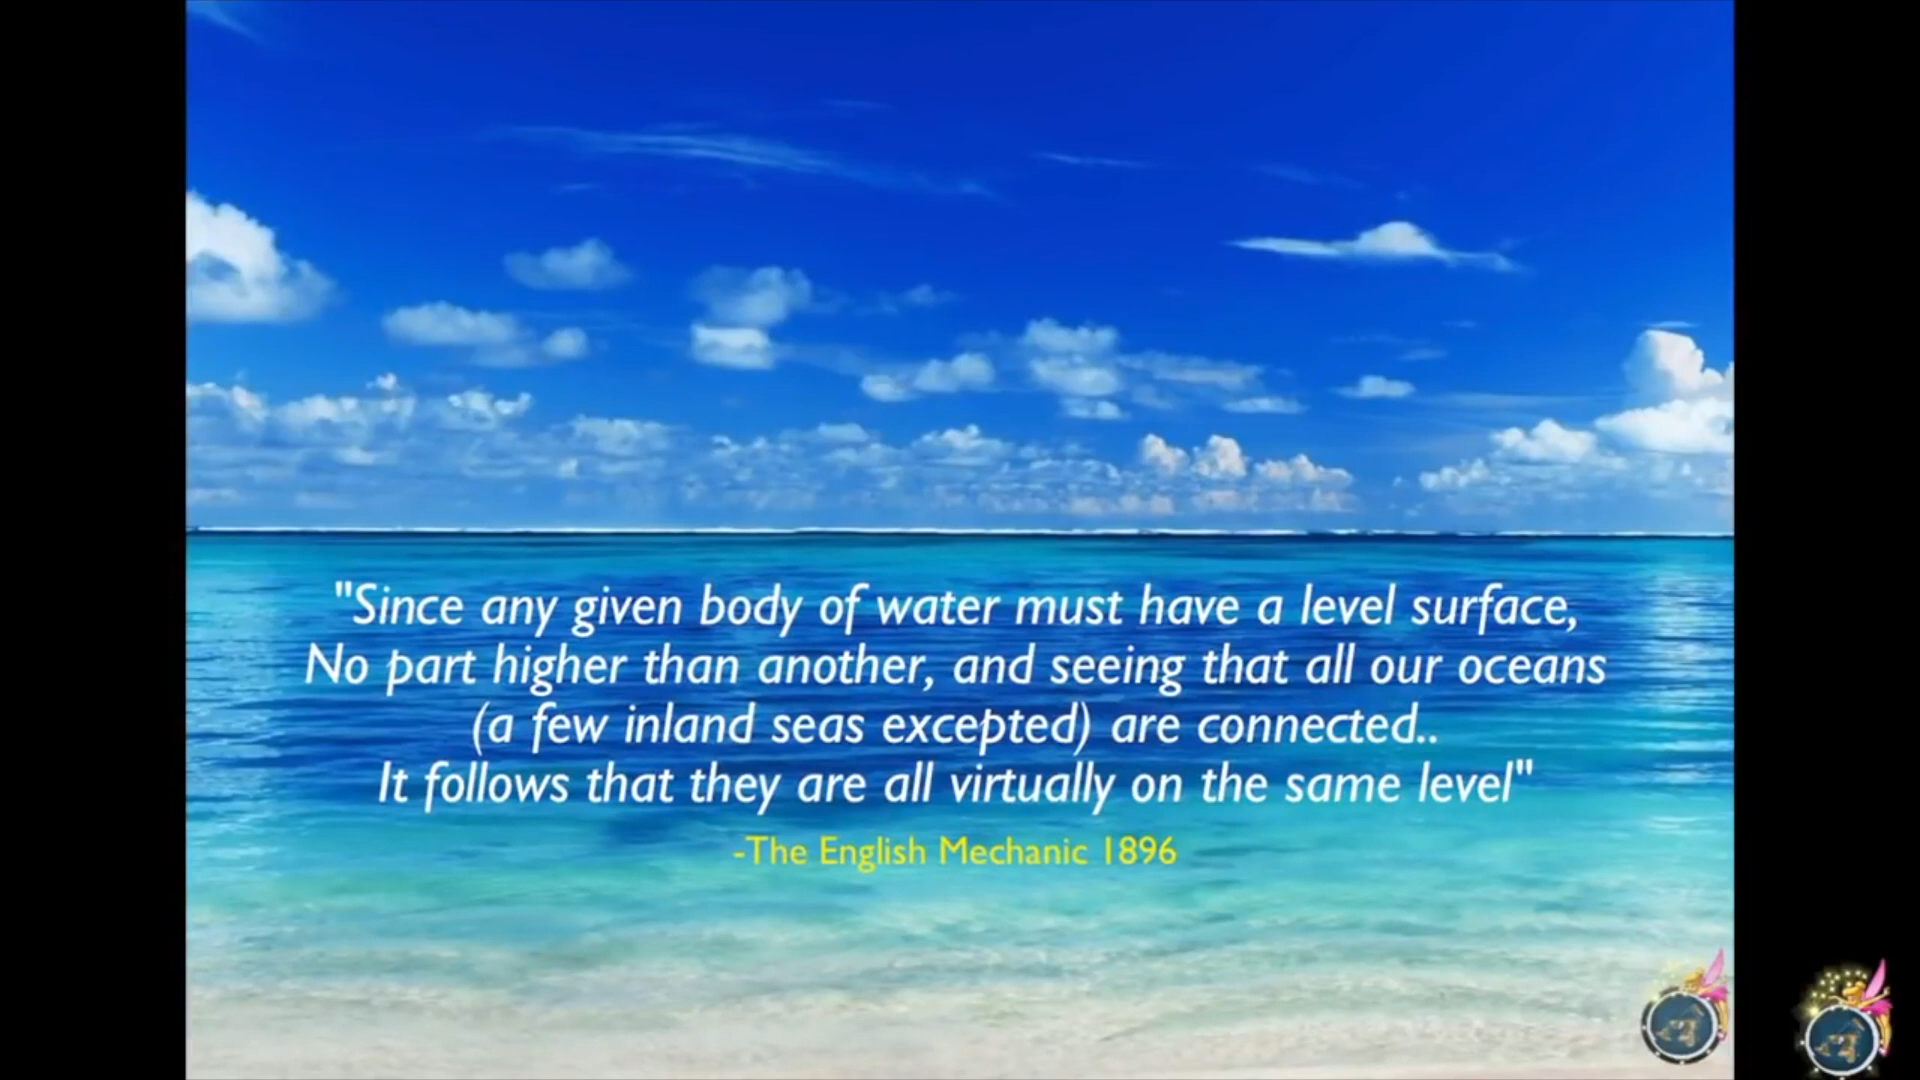 "Since any given body of water must have a level surface,
No part higher than another, and seeing that all our oceans
(a few inland seas excepted) are connected..
It follows that they are all virtually on the same level"
-The English Mechanic 1896